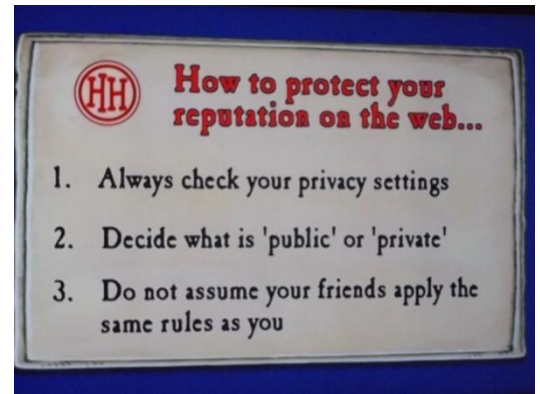 HH
How to protect your
reputation on the web...
1. Always check your privacy settings
2. Decide what is 'public' or 'private'
3. Do not assume your friends apply the
same rules as you